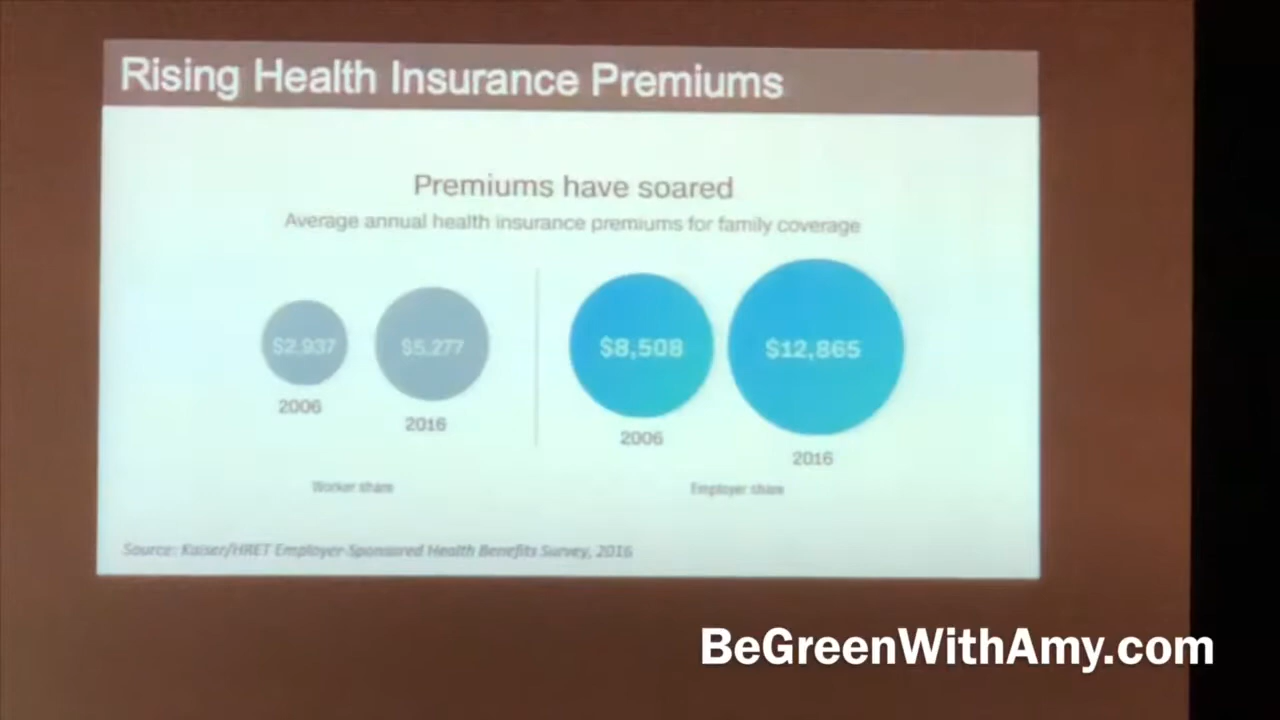 Rising Health Insurance Premiums
Premiums have soared
Average annual health insurance premiums for family coverage
$2,937
$5,277
$8,508
$12,865
2006
2016
2006
2016
Worker share
Employer share
Source: Kaiser/HRET Employer-Sponsored Health Benefits Survey, 2016
BeGreenWithAmy.com